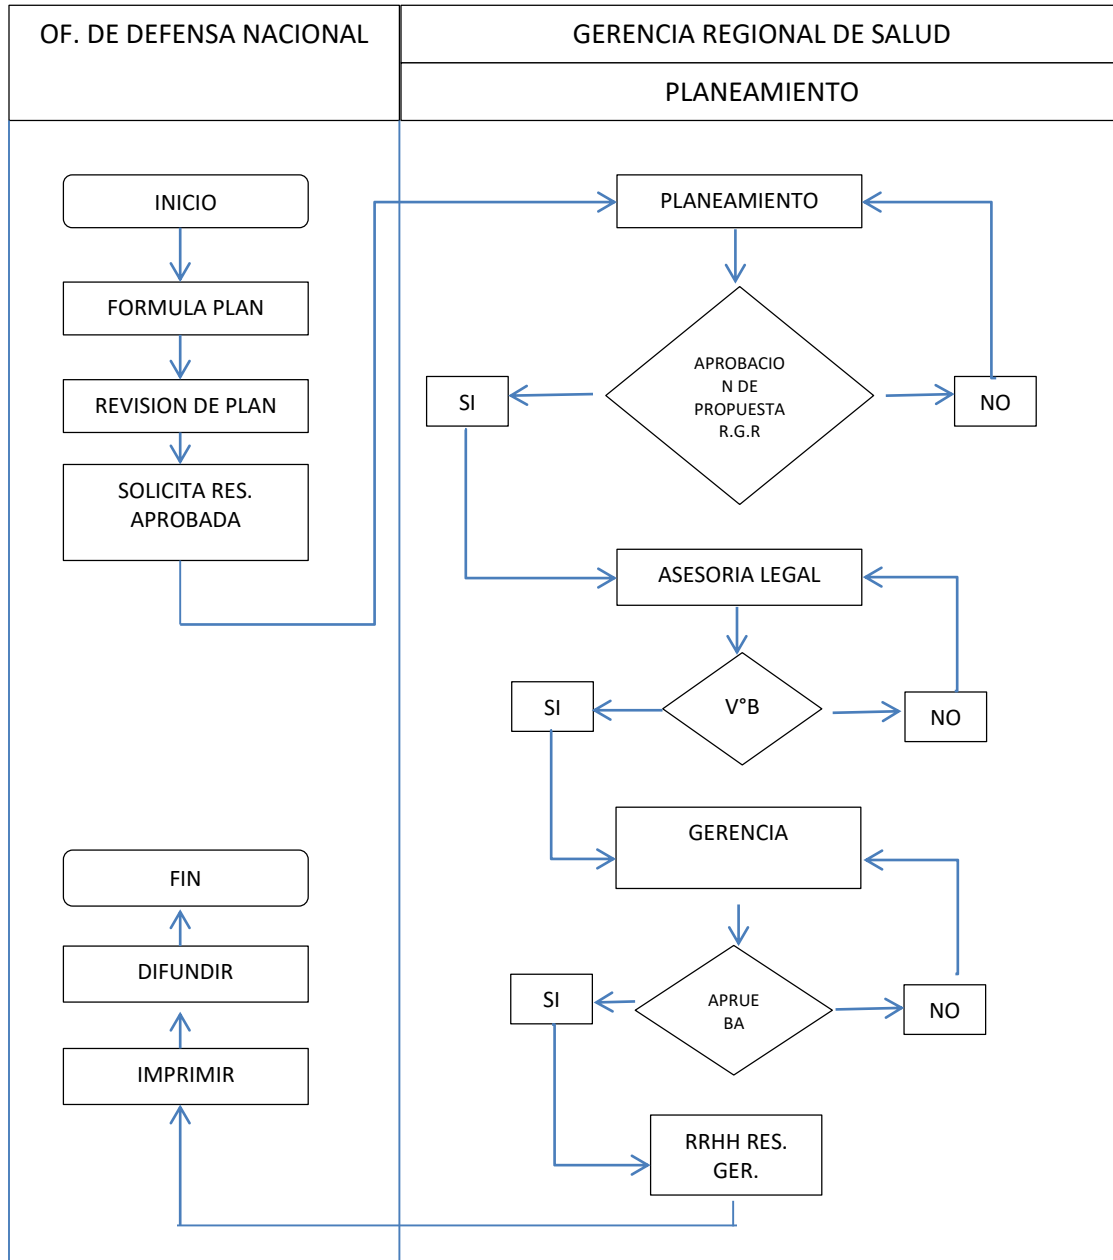 OF. DE DEFENSA NACIONAL
GERENCIA REGIONAL DE SALUD
PLANEAMIENTO
INICIO
FORMULA PLAN
REVISION DE PLAN
SOLICITA RES.
APROBADA
PLANEAMIENTO
APROBACIO
N DE
PROPUESTA
R.G.R
SI
NO
ASESORIA LEGAL
V°B
SI
NO
GERENCIA
APRUE
BA
SI
NO
RRHH RES.
GER.
IMPRIMIR
DIFUNDIR
FIN